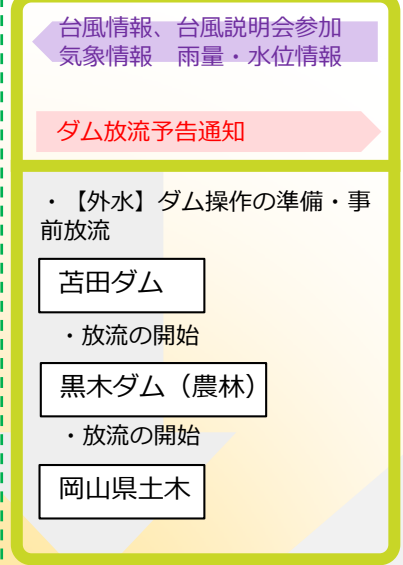 台風情報、台風説明会参加
気象情報　雨量・水位情報
ダム放流予告通知
・【外水】ダム操作の準備・事
前放流
苫田ダム
・放流の開始
黒木ダム（農林）
・放流の開始
岡山県土木